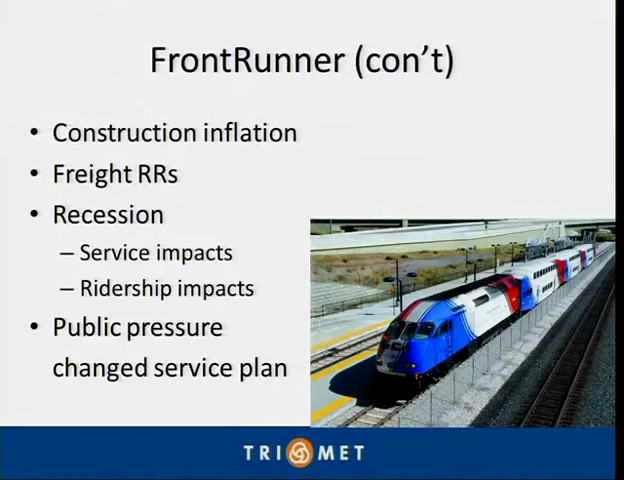 FrontRunner (con't)
• Construction inflation
• Freight RRs
• Recession
– Service impacts
– Ridership impacts
• Public pressure
changed service plan
TRI MET